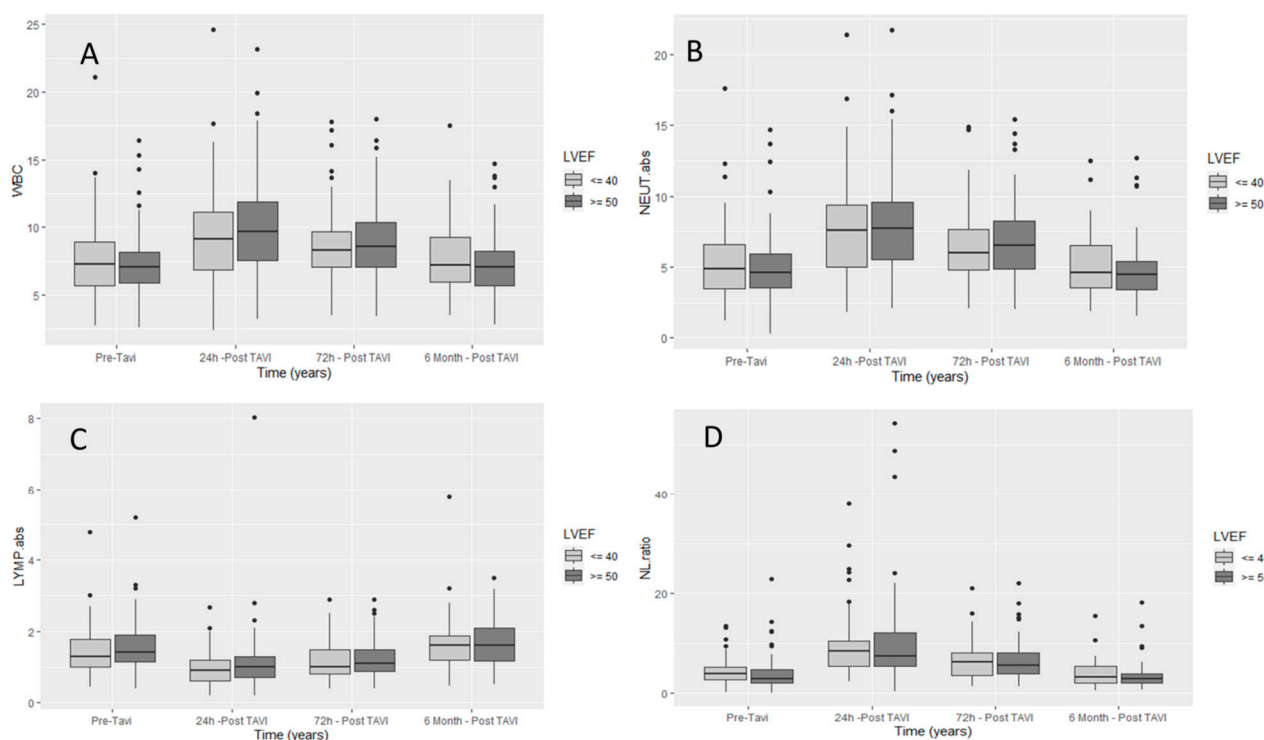 A
WBC
25
20
15
10
5
Pre-Tavi 24h -Post TAVI 72h - Post TAVI 6 Month - Post TAVI
Time (years)
LVEF
<= 40
>= 50
B
NEUT.abs
20
15
10
5
0
Pre-Tavi 24h -Post TAVI 72h - Post TAVI 6 Month - Post TAVI
Time (years)
LVEF
<= 40
>= 50
C
LYMP.abs
8
6
4
2
0
Pre-Tavi 24h -Post TAVI 72h - Post TAVI 6 Month - Post TAVI
Time (years)
LVEF
<= 40
>= 50
D
NL.ratio
40
20
0
Pre-Tavi 24h -Post TAVI 72h - Post TAVI 6 Month - Post TAVI
Time (years)
LVEF
<= 4
>= 5